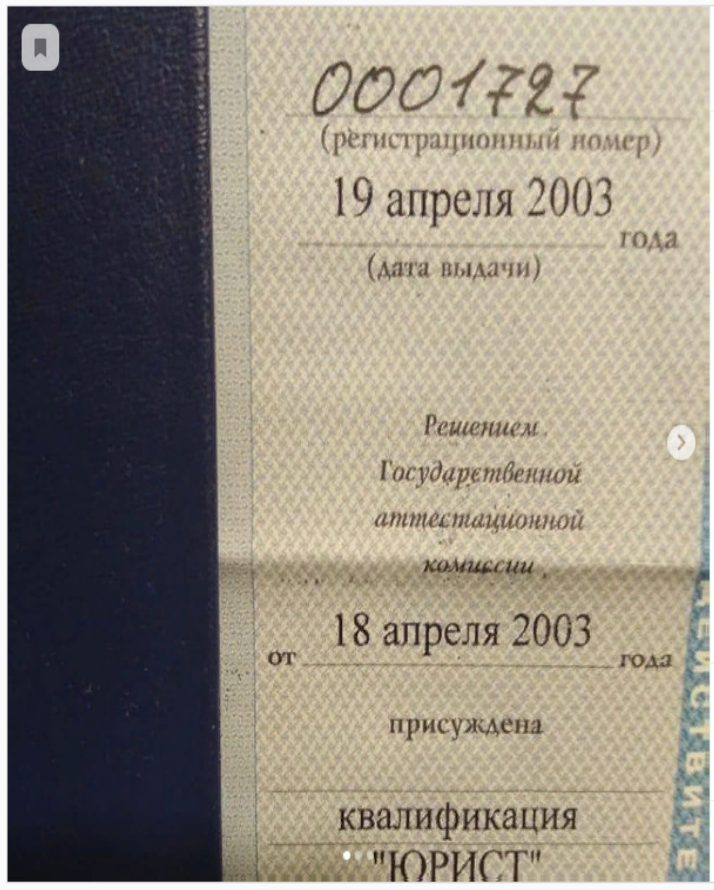 0001727
(регистрационный номер)
19 апреля 2003
года
(дата выдачи)
Решением
Государственной
аттестационной
комиссии
от 18 апреля 2003 года
присуждена
квалификация
"ЮРИСТ"